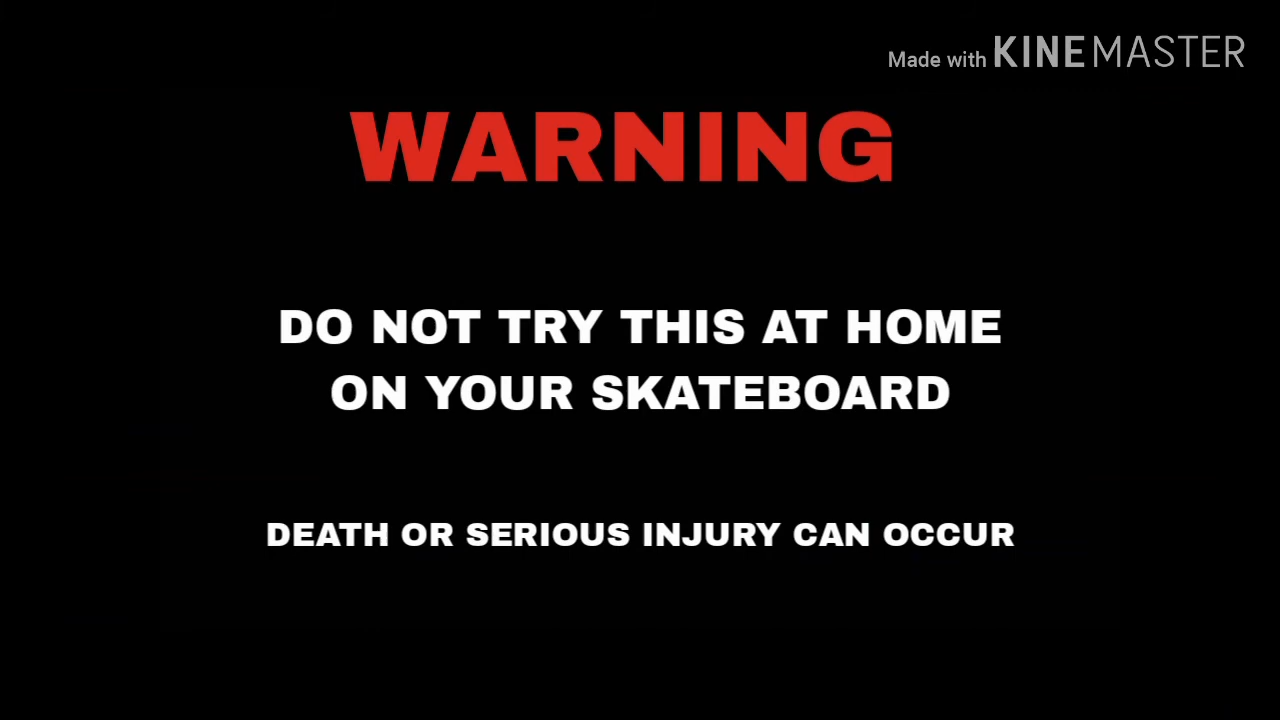 Made with KINEMASTER
WARNING
DO NOT TRY THIS AT HOME
ON YOUR SKATEBOARD
DEATH OR SERIOUS INJURY CAN OCCUR